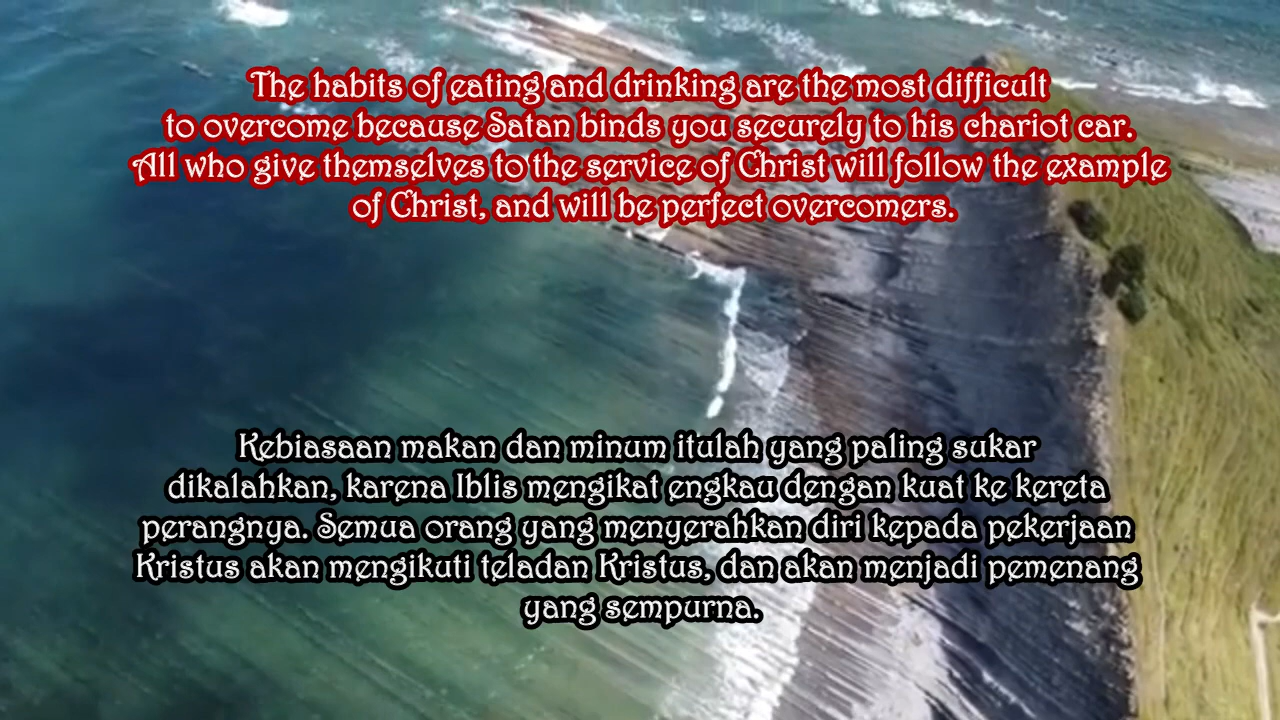 The habits of eating and drinking are the most difficult
to overcome because Satan binds you securely to his chariot car.
All who give themselves to the service of Christ will follow the example
of Christ, and will be perfect overcomers.
Kebiasaan makan dan minum itulah yang paling sukar
dikalahkan, karena Iblis mengikat engkau dengan kuat ke kereta
perangnya. Semua orang yang menyerahkan diri kepada pekerjaan
Kristus akan mengikuti teladan Kristus, dan akan menjadi pemenang
yang sempurna.